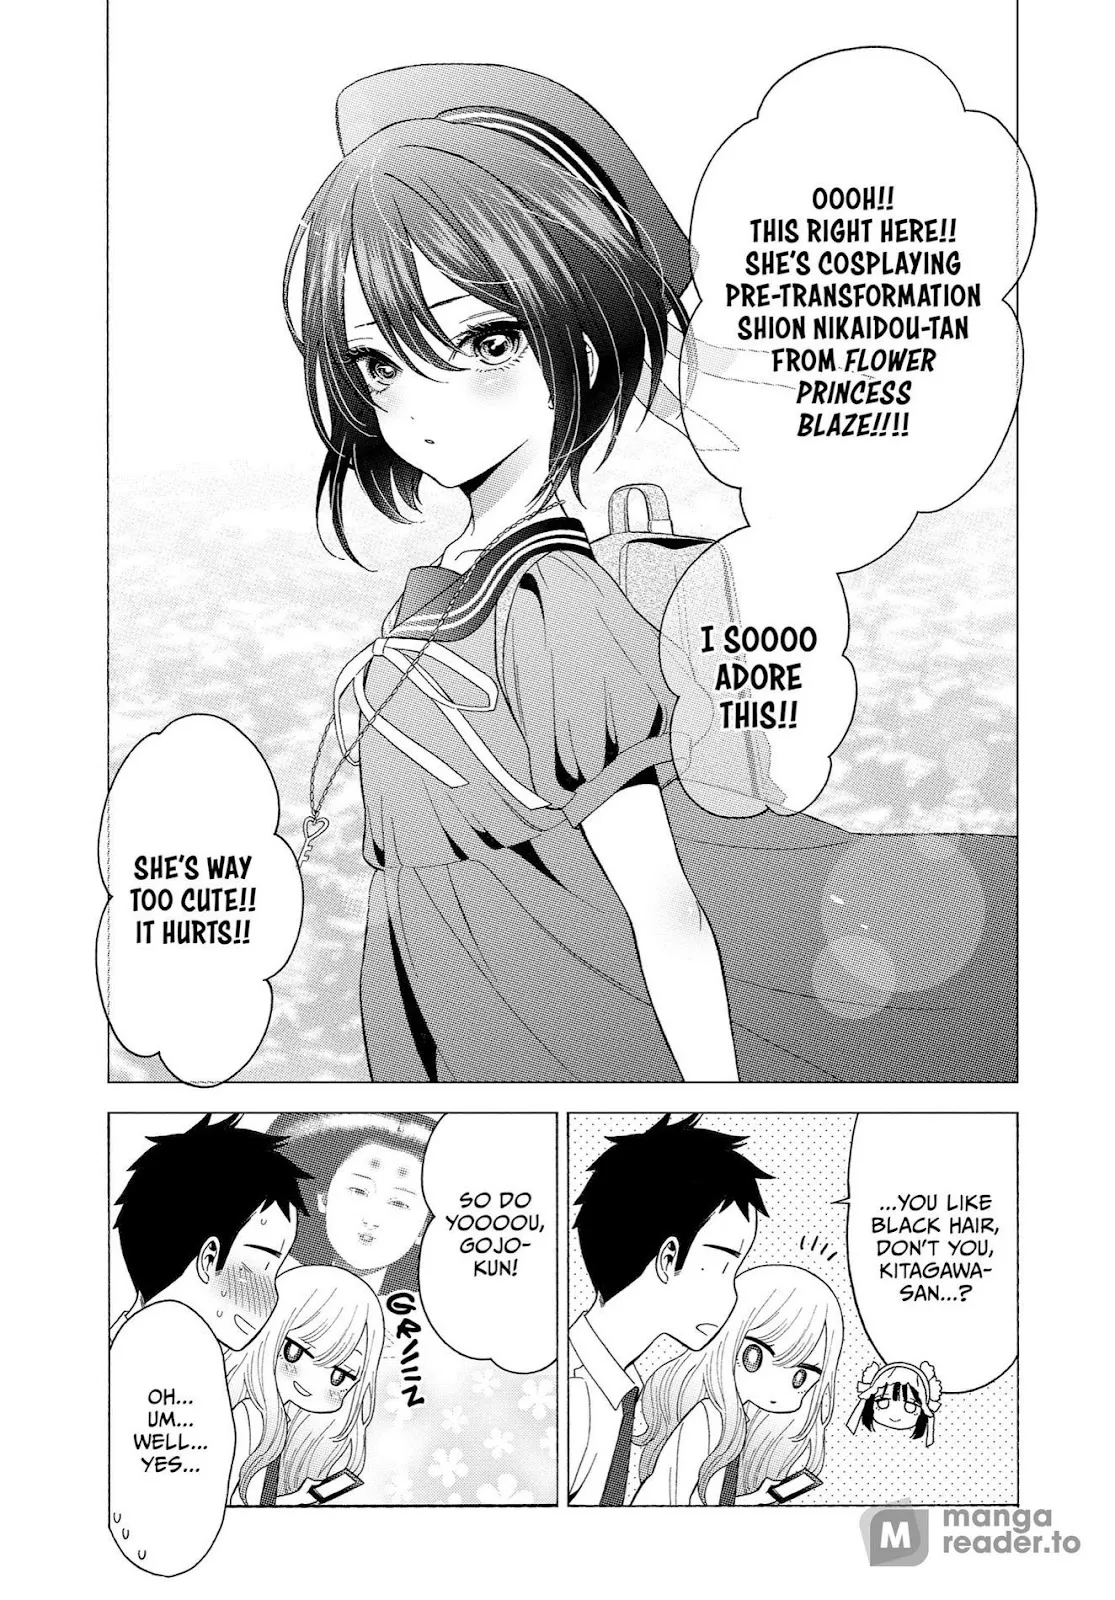 OOOH!!
THIS RIGHT HERE!!
SHE'S COSPLAYING
PRE-TRANSFORMATION
SHION NIKAIDOU-TAN
FROM FLOWER
PRINCESS
BLAZE!!!!
I SOOOO
ADORE
THIS!!
SHE'S WAY
TOO CUTE!!
IT HURTS!!
...YOU LIKE
BLACK HAIR,
DON'T YOU,
KITAGAWA-
SAN...?
SO DO
YOOOOU,
GOJO-
KUN!
GRIIIN
OH...
UM...
WELL...
YES...
M manga
reader.to